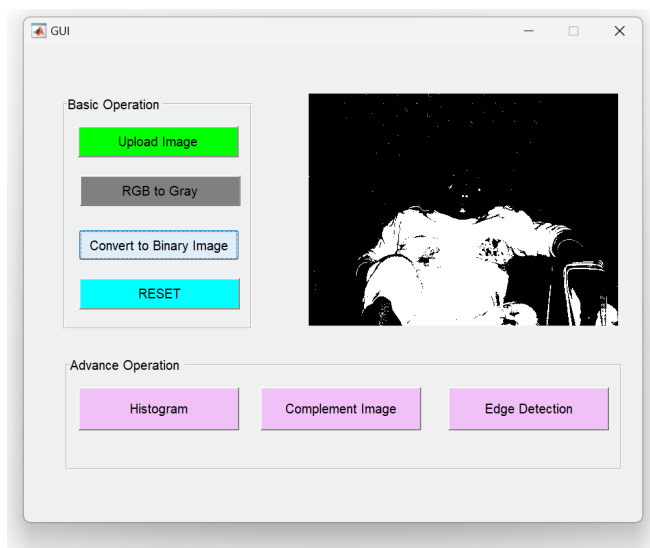 GUI
Basic Operation
Upload Image
RGB to Gray
Convert to Binary Image
RESET
Advance Operation
Histogram
Complement Image
Edge Detection